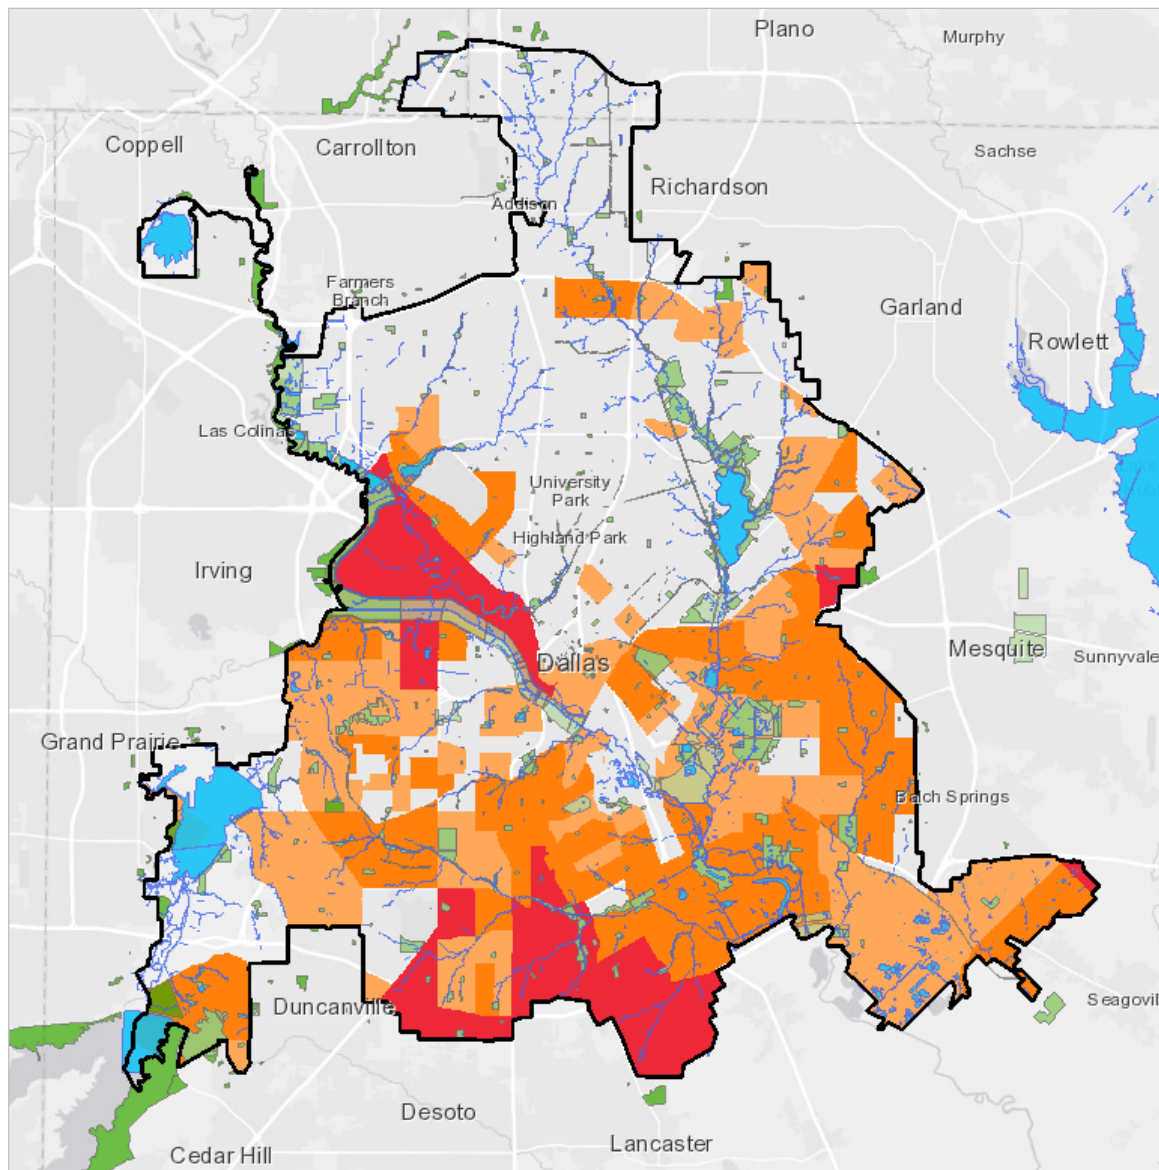 Plano
Murphy
Coppell
Carrollton
Sachse
Richardson
Addison
Farmers
Branch
Garland
Rowlett
Las Colinas
University
Park
Highland Park
Irving
Mesquite
Sunnyvale
Dallas
Grand Prairie
Balch Springs
Duncanville
Seagovil
Desoto
Lancaster
Cedar Hill